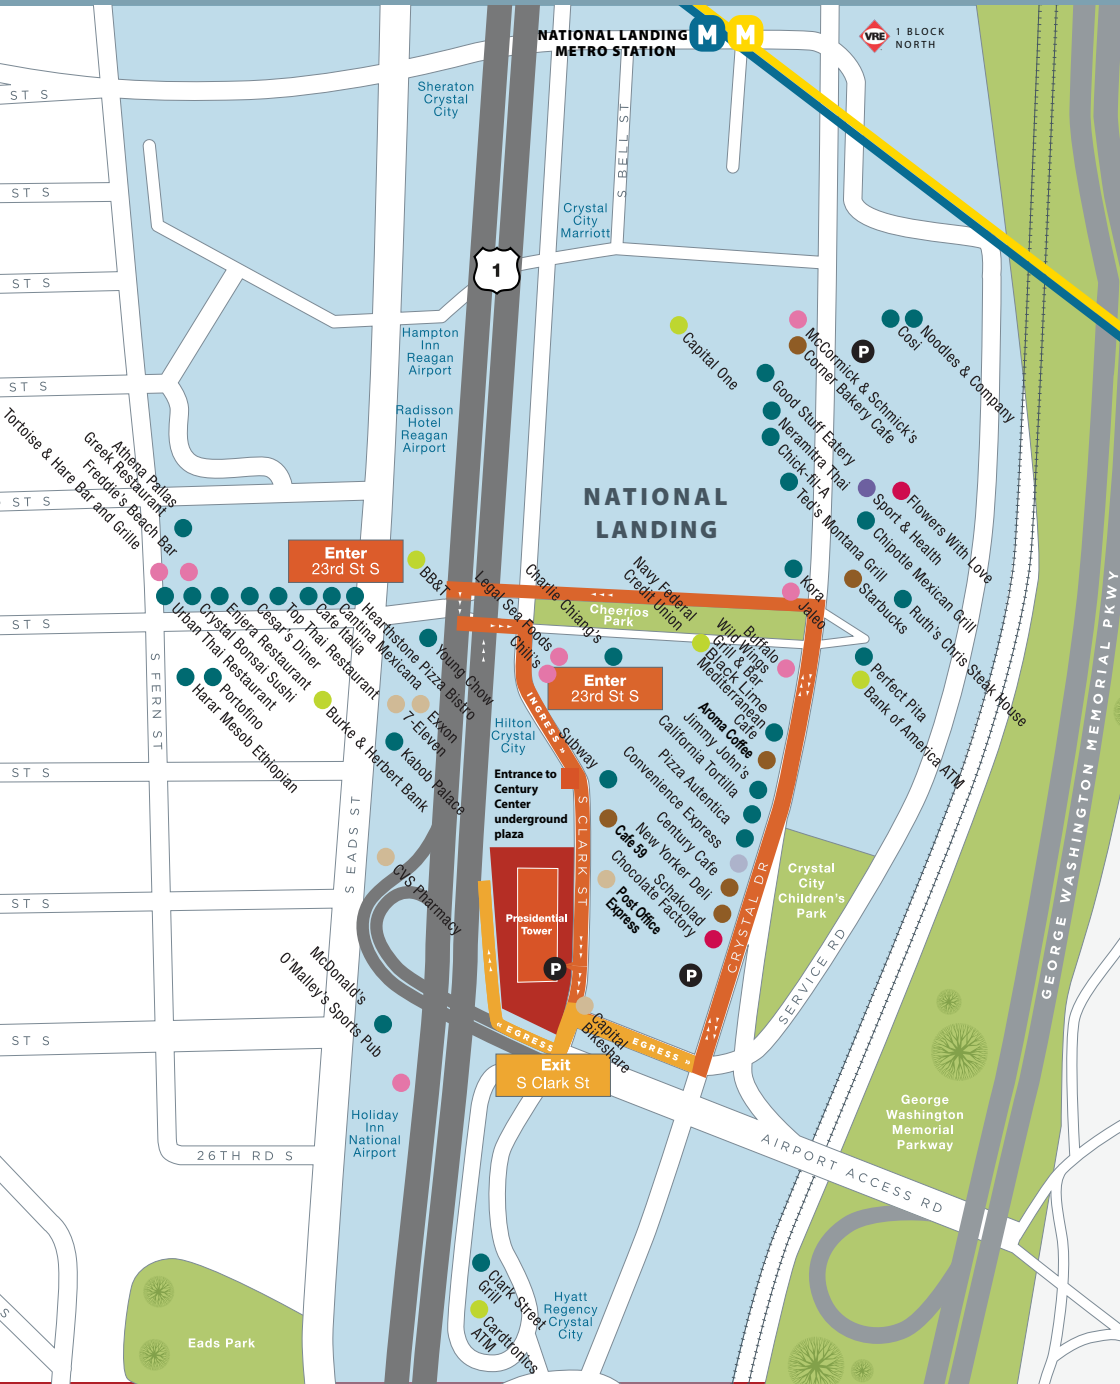 NATIONAL LANDING
METRO STATION
M
M
VRE
1 BLOCK
NORTH
ST S
Sheraton
Crystal
City
S BELL ST
ST S
Crystal
City
Marriott
1
ST S
Hampton
Inn
Reagan
Airport
ST S
Radisson
Hotel
Reagan
Airport
Capital One
McCormick & Schmick's
Corner Bakery Cafe
P
Cosi
Noodles & Company
Good Stuff Eatery
Neramitra Thai
Chick-fil-A
Ted's Montana Grill
Sport & Health
Flowers With Love
Chipotle Mexican Grill
Starbucks
Ruth's Chris Steak House
Kora
Jaleo
Perfect Pita
Bank of America ATM
NATIONAL
LANDING
ST S
Athena Pallas
Greek Restaurant
Freddie's Beach Bar
Tortoise & Hare Bar and Grille
Enter
23rd St S
BB&T
Urban Thai Restaurant
Crystal Bonsai Sushi
Enjera Restaurant
Cesar's Diner
Top Thai Restaurant
Cafe Italia
Cantina Mexicana
Hearthstone Pizza Bistro
ST S
S FERN ST
Harar Mesob Ethiopian
Portofino
Burke & Herbert Bank
Young Chow
Exxon
7-Eleven
Kabob Palace
Legal Sea Foods
Chili's
Charlie Chiang's
Navy Federal
Credit Union
Cheerios
Park
Enter
23rd St S
Buffalo
Wild Wings
Grill & Bar
Black Lime
Mediterranean
Cafe
Aroma Coffee
Jimmy John's
California Tortilla
Pizza Autentica
Convenience Express
Century Cafe
New Yorker Deli
Schakolad
Chocolate Factory
Hilton
Crystal
City
INGRESS »
Subway
Cafe 59
Post Office
Express
Entrance to
Century
Center
underground
plaza
S CLARK ST
Presidential
Tower
P
P
ST S
S EADS ST
ST S
CVS Pharmacy
McDonald's
O'Malley's Sports Pub
ST S
Capital
Bikeshare
« EGRESS
EGRESS »
Exit
S Clark St
CRYSTAL DR
Crystal
City
Children's
Park
SERVICE RD
GEORGE WASHINGTON MEMORIAL PKWY
George
Washington
Memorial
Parkway
AIRPORT ACCESS RD
Holiday
Inn
National
Airport
26TH RD S
Clark Street
Grill
Cardtronics
ATM
Hyatt
Regency
Crystal
City
Eads Park
S